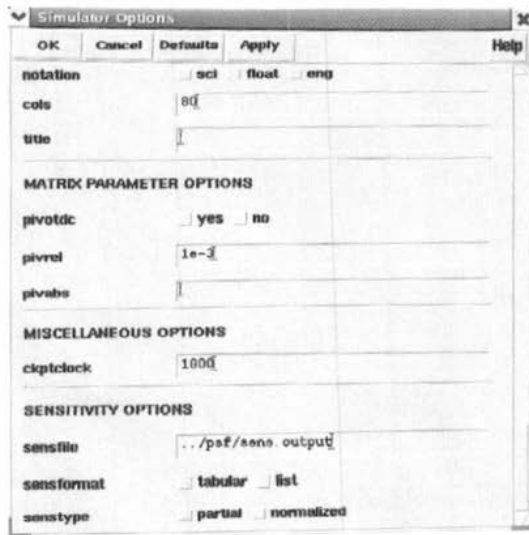 Simulator Options
OK Cancel Defaults Apply Help
notation sci float eng
cols 80
title
MATRIX PARAMETER OPTIONS
pivotdc yes no
pivrel 1e-3
pivabs
MISCELLANEOUS OPTIONS
ckptclock 1000
SENSITIVITY OPTIONS
sensfile ../psf/sens.output
sensformat tabular list
senstype partial normalized